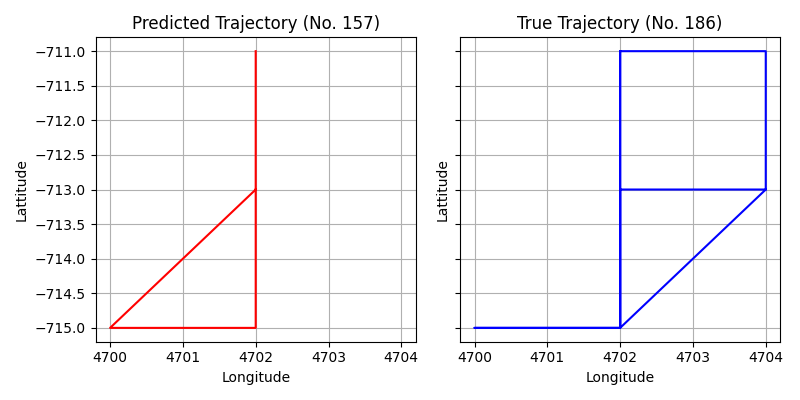 Predicted Trajectory (No. 157)
True Trajectory (No. 186)
−711.0
−711.5
−712.0
−712.5
−713.0
−713.5
−714.0
−714.5
−715.0
Lattitude
Lattitude
4700 4701 4702 4703 4704
4700 4701 4702 4703 4704
Longitude
Longitude